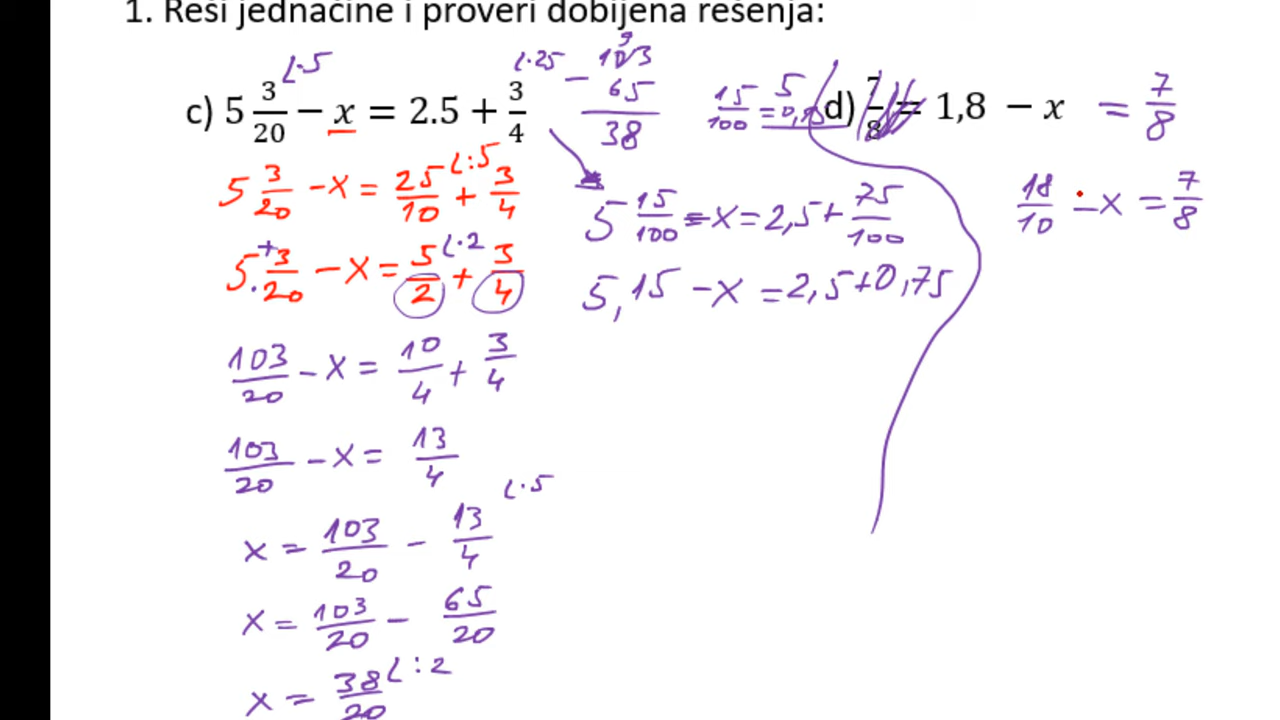 1. Reši jednačine i proveri dobijena rešenja:
c) 5 3/20 − x = 2.5 + 3/4
5 3/20 − x = 25/10 + 3/4
5 3/20 − x = 5/2 + 3/4
103/20 − x = 10/4 + 3/4
103/20 − x = 13/4
x = 103/20 − 13/4
x = 103/20 − 65/20
x = 38/20
103
− 65
38
5 15/100 − x = 2,5 + 75/100
5,15 − x = 2,5 + 0,75
d) 7/8 = 1,8 − x = 7/8
18/10 − x = 7/8